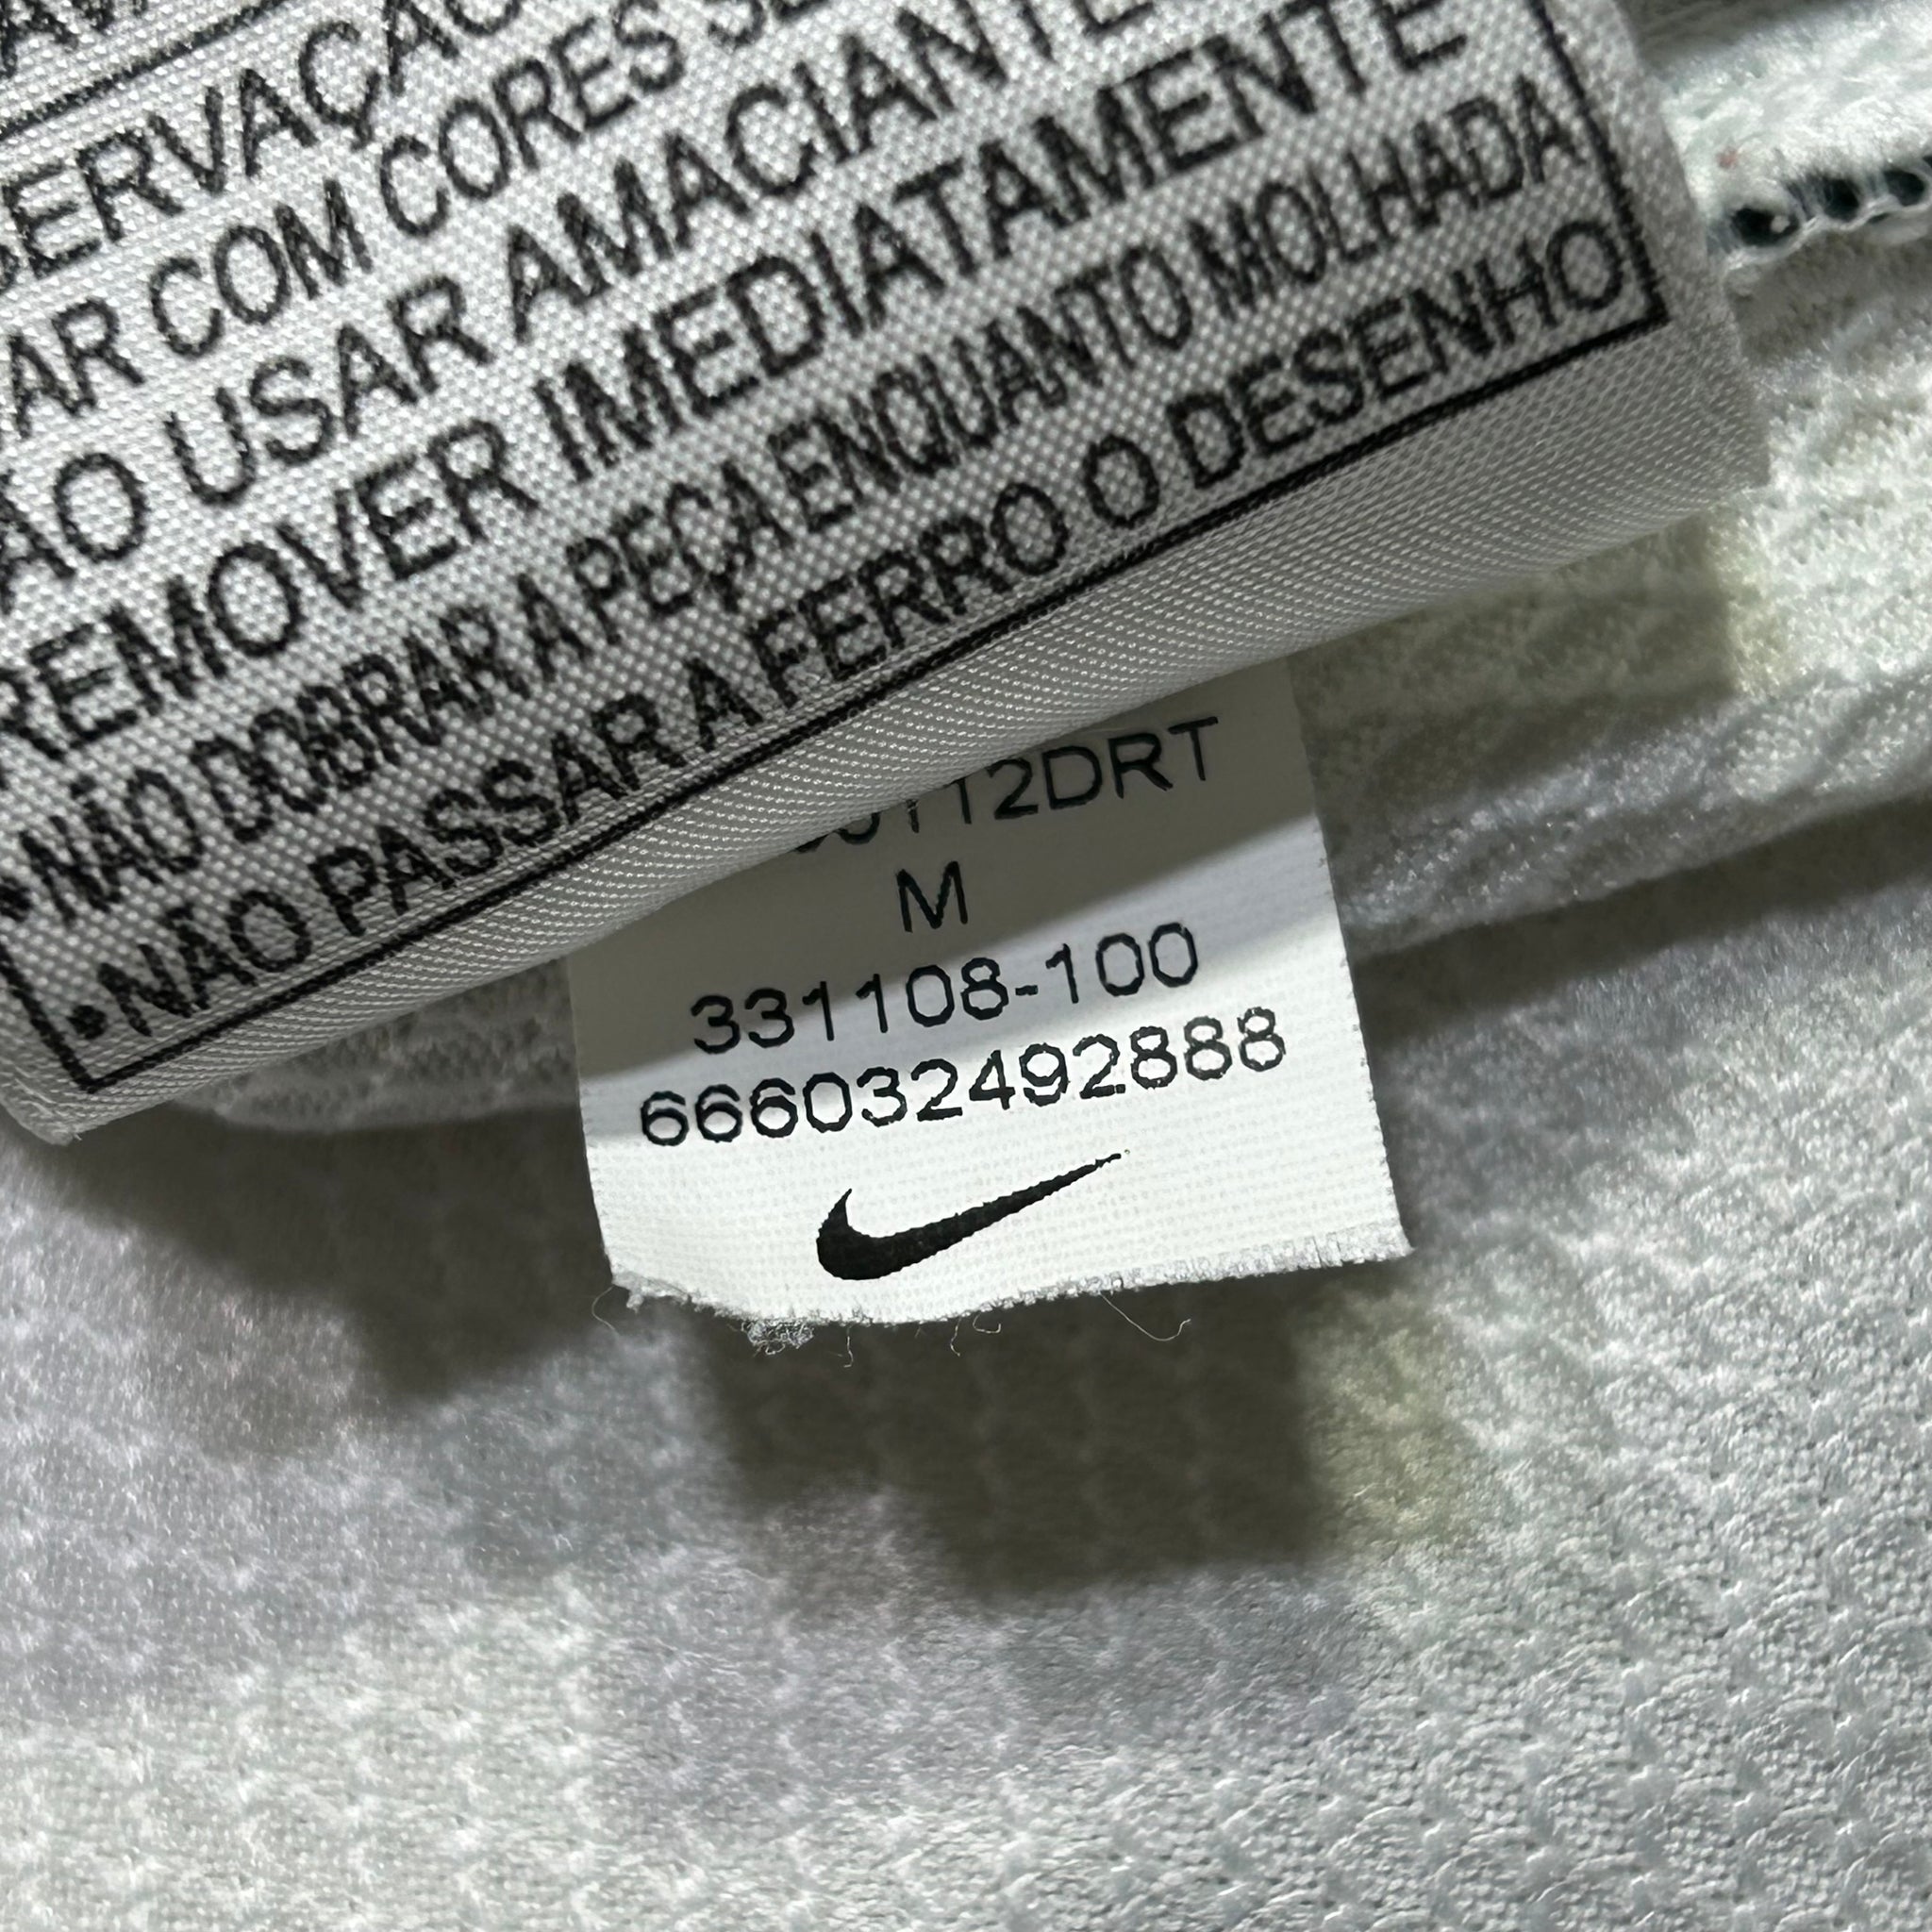 SERVAÇÃO
AR COM CORES SE
ÃO USAR AMACIANTE
REMOVER IMEDIATAMENTE
•NÃO DOBRAR A PEÇA ENQUANTO MOLHADA
•NÃO PASSAR A FERRO O DESENHO
112DRT
M
331108-100
666032492888